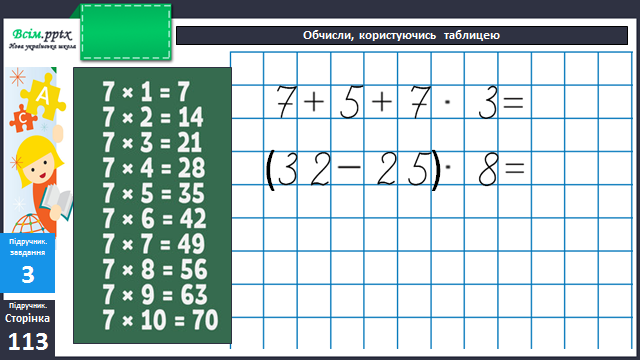 Всім.pptx
Нова українська школа
Обчисли, користуючись таблицею
7 × 1 = 7
7 × 2 = 14
7 × 3 = 21
7 × 4 = 28
7 × 5 = 35
7 × 6 = 42
7 × 7 = 49
7 × 8 = 56
7 × 9 = 63
7 × 10 = 70
7 + 5 + 7 · 3 =
(32 − 25) · 8 =
А
Є
Підручник.
завдання
3
Підручник.
Сторінка
113